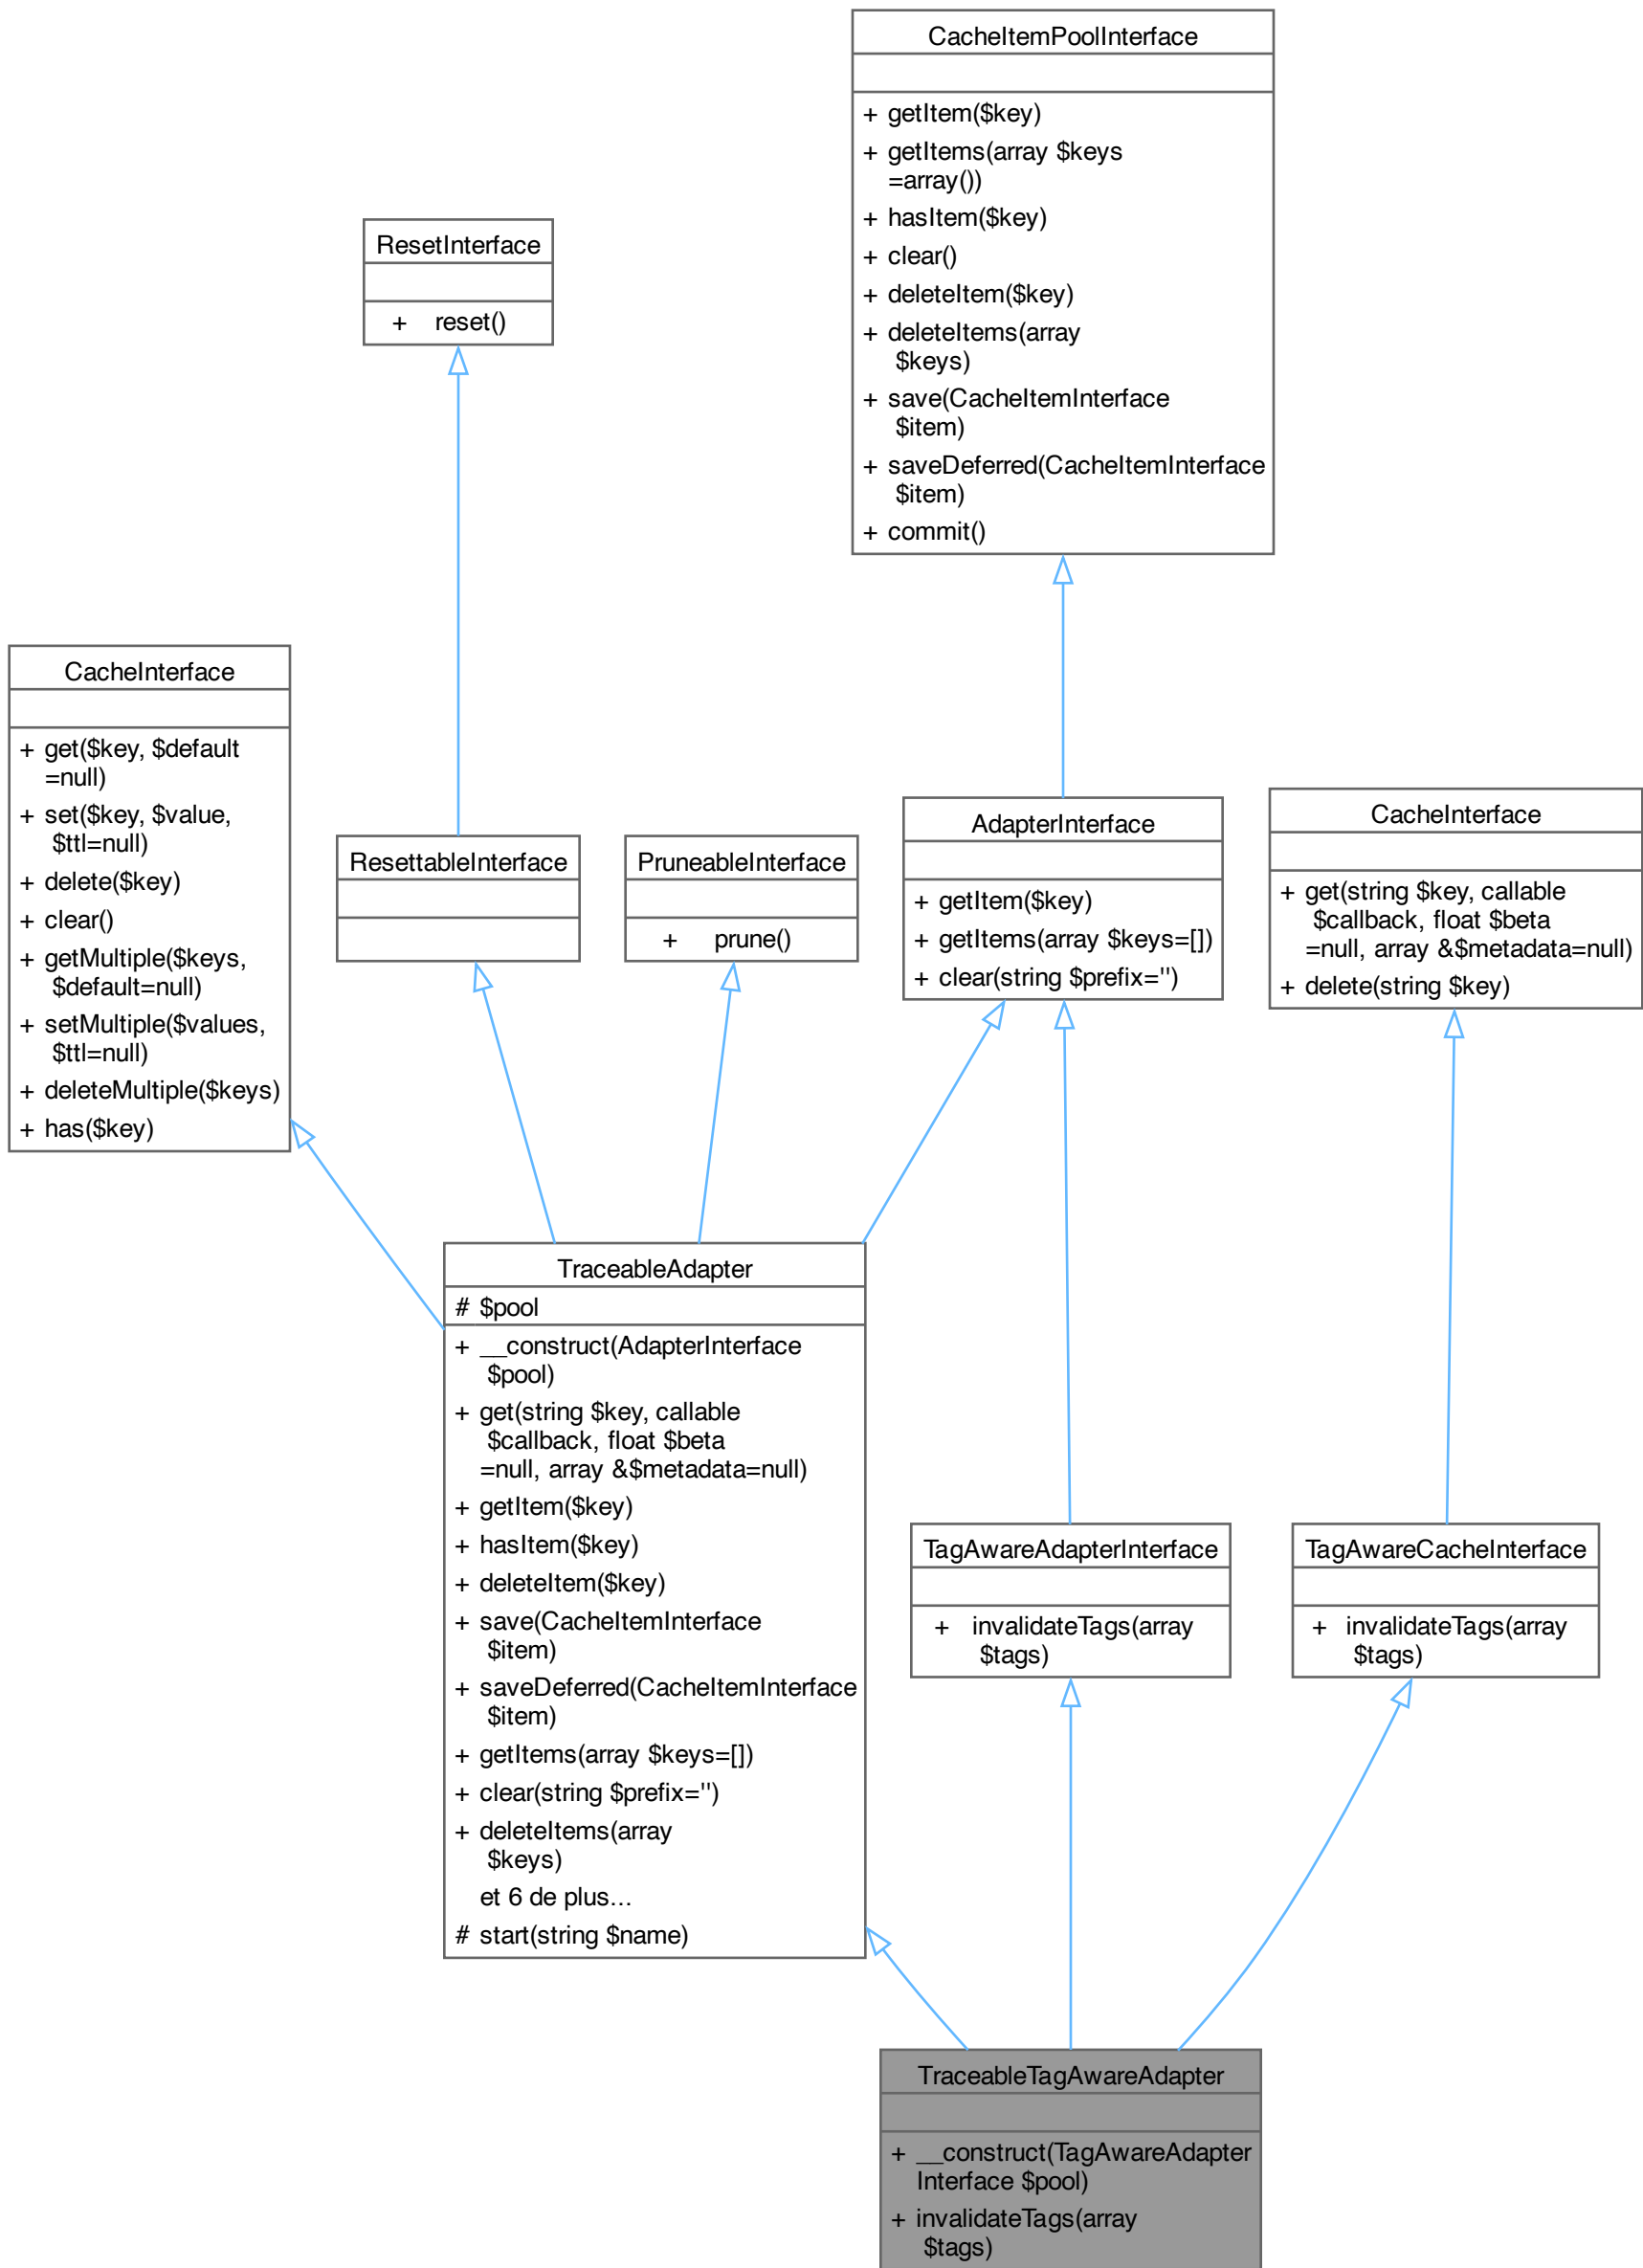 CacheItemPoolInterface
+ getItem($key)
+ getItems(array $keys
=array())
+ hasItem($key)
+ clear()
+ deleteItem($key)
+ deleteItems(array
$keys)
+ save(CacheItemInterface
$item)
+ saveDeferred(CacheItemInterface
$item)
+ commit()
ResetInterface
+ reset()
CacheInterface
+ get($key, $default
=null)
+ set($key, $value,
$ttl=null)
+ delete($key)
+ clear()
+ getMultiple($keys,
$default=null)
+ setMultiple($values,
$ttl=null)
+ deleteMultiple($keys)
+ has($key)
ResettableInterface
PruneableInterface
+ prune()
AdapterInterface
+ getItem($key)
+ getItems(array $keys=[])
+ clear(string $prefix='')
CacheInterface
+ get(string $key, callable
$callback, float $beta
=null, array &$metadata=null)
+ delete(string $key)
TraceableAdapter
# $pool
+ __construct(AdapterInterface
$pool)
+ get(string $key, callable
$callback, float $beta
=null, array &$metadata=null)
+ getItem($key)
+ hasItem($key)
+ deleteItem($key)
+ save(CacheItemInterface
$item)
+ saveDeferred(CacheItemInterface
$item)
+ getItems(array $keys=[])
+ clear(string $prefix='')
+ deleteItems(array
$keys)
et 6 de plus...
# start(string $name)
TagAwareAdapterInterface
+ invalidateTags(array
$tags)
TagAwareCacheInterface
+ invalidateTags(array
$tags)
TraceableTagAwareAdapter
+ __construct(TagAwareAdapter
Interface $pool)
+ invalidateTags(array
$tags)